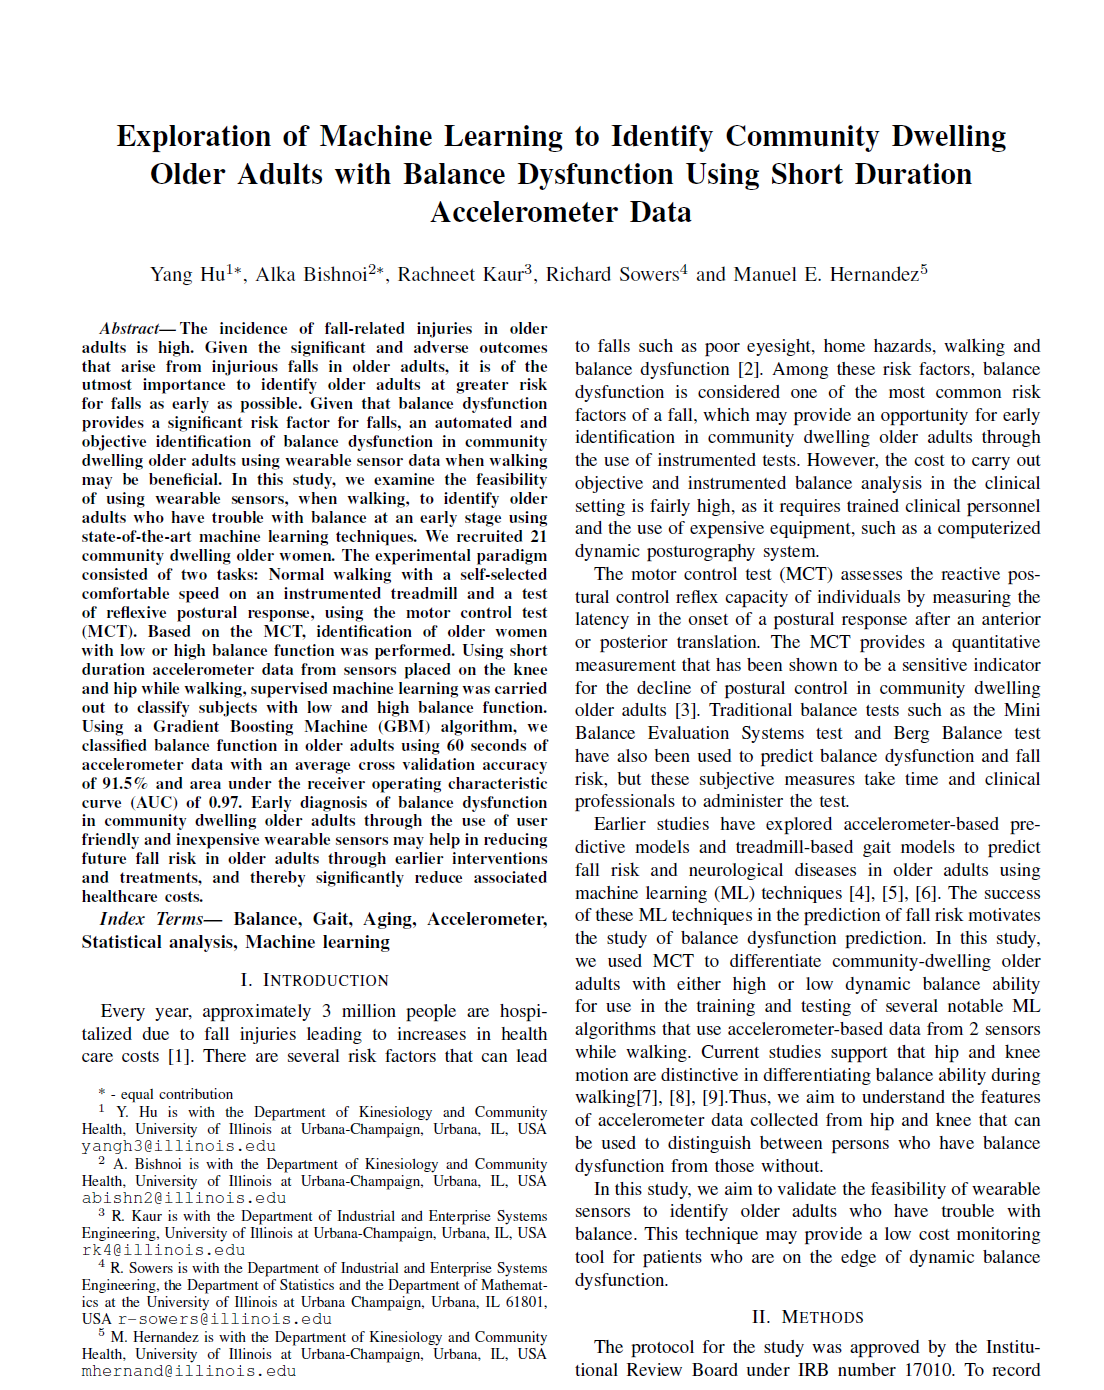 Exploration of Machine Learning to Identify Community Dwelling
Older Adults with Balance Dysfunction Using Short Duration
Accelerometer Data
Yang Hu1*, Alka Bishnoi2*, Rachneet Kaur3, Richard Sowers4 and Manuel E. Hernandez5
Abstract— The incidence of fall-related injuries in older
adults is high. Given the significant and adverse outcomes
that arise from injurious falls in older adults, it is of the
utmost importance to identify older adults at greater risk
for falls as early as possible. Given that balance dysfunction
provides a significant risk factor for falls, an automated and
objective identification of balance dysfunction in community
dwelling older adults using wearable sensor data when walking
may be beneficial. In this study, we examine the feasibility
of using wearable sensors, when walking, to identify older
adults who have trouble with balance at an early stage using
state-of-the-art machine learning techniques. We recruited 21
community dwelling older women. The experimental paradigm
consisted of two tasks: Normal walking with a self-selected
comfortable speed on an instrumented treadmill and a test
of reflexive postural response, using the motor control test
(MCT). Based on the MCT, identification of older women
with low or high balance function was performed. Using short
duration accelerometer data from sensors placed on the knee
and hip while walking, supervised machine learning was carried
out to classify subjects with low and high balance function.
Using a Gradient Boosting Machine (GBM) algorithm, we
classified balance function in older adults using 60 seconds of
accelerometer data with an average cross validation accuracy
of 91.5% and area under the receiver operating characteristic
curve (AUC) of 0.97. Early diagnosis of balance dysfunction
in community dwelling older adults through the use of user
friendly and inexpensive wearable sensors may help in reducing
future fall risk in older adults through earlier interventions
and treatments, and thereby significantly reduce associated
healthcare costs.
Index Terms— Balance, Gait, Aging, Accelerometer,
Statistical analysis, Machine learning
I. INTRODUCTION
Every year, approximately 3 million people are hospi-
talized due to fall injuries leading to increases in health
care costs [1]. There are several risk factors that can lead
* - equal contribution
1 Y. Hu is with the Department of Kinesiology and Community
Health, University of Illinois at Urbana-Champaign, Urbana, IL, USA
yangh3@illinois.edu
2 A. Bishnoi is with the Department of Kinesiology and Community
Health, University of Illinois at Urbana-Champaign, Urbana, IL, USA
abishn2@illinois.edu
3 R. Kaur is with the Department of Industrial and Enterprise Systems
Engineering, University of Illinois at Urbana-Champaign, Urbana, IL, USA
rk4@illinois.edu
4 R. Sowers is with the Department of Industrial and Enterprise Systems
Engineering, the Department of Statistics and the Department of Mathemat-
ics at the University of Illinois at Urbana Champaign, Urbana, IL 61801,
USA r-sowers@illinois.edu
5 M. Hernandez is with the Department of Kinesiology and Community
Health, University of Illinois at Urbana-Champaign, Urbana, IL, USA
mhernand@illinois.edu
to falls such as poor eyesight, home hazards, walking and
balance dysfunction [2]. Among these risk factors, balance
dysfunction is considered one of the most common risk
factors of a fall, which may provide an opportunity for early
identification in community dwelling older adults through
the use of instrumented tests. However, the cost to carry out
objective and instrumented balance analysis in the clinical
setting is fairly high, as it requires trained clinical personnel
and the use of expensive equipment, such as a computerized
dynamic posturography system.
The motor control test (MCT) assesses the reactive pos-
tural control reflex capacity of individuals by measuring the
latency in the onset of a postural response after an anterior
or posterior translation. The MCT provides a quantitative
measurement that has been shown to be a sensitive indicator
for the decline of postural control in community dwelling
older adults [3]. Traditional balance tests such as the Mini
Balance Evaluation Systems test and Berg Balance test
have also been used to predict balance dysfunction and fall
risk, but these subjective measures take time and clinical
professionals to administer the test.
Earlier studies have explored accelerometer-based pre-
dictive models and treadmill-based gait models to predict
fall risk and neurological diseases in older adults using
machine learning (ML) techniques [4], [5], [6]. The success
of these ML techniques in the prediction of fall risk motivates
the study of balance dysfunction prediction. In this study,
we used MCT to differentiate community-dwelling older
adults with either high or low dynamic balance ability
for use in the training and testing of several notable ML
algorithms that use accelerometer-based data from 2 sensors
while walking. Current studies support that hip and knee
motion are distinctive in differentiating balance ability during
walking[7], [8], [9].Thus, we aim to understand the features
of accelerometer data collected from hip and knee that can
be used to distinguish between persons who have balance
dysfunction from those without.
In this study, we aim to validate the feasibility of wearable
sensors to identify older adults who have trouble with
balance. This technique may provide a low cost monitoring
tool for patients who are on the edge of dynamic balance
dysfunction.
II. METHODS
The protocol for the study was approved by the Institu-
tional Review Board under IRB number 17010. To record